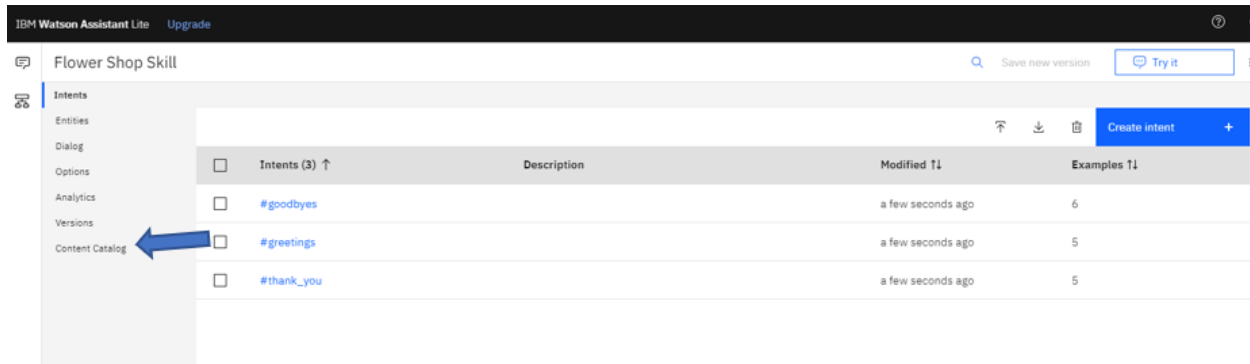 IBM Watson Assistant Lite Upgrade
Flower Shop Skill Save new version Try it
Intents
Entities
Dialog
Options
Analytics
Versions
Content Catalog
Create intent +
Intents (3) ↑ Description Modified ↑↓ Examples ↑↓
#goodbyes a few seconds ago 6
#greetings a few seconds ago 5
#thank_you a few seconds ago 5